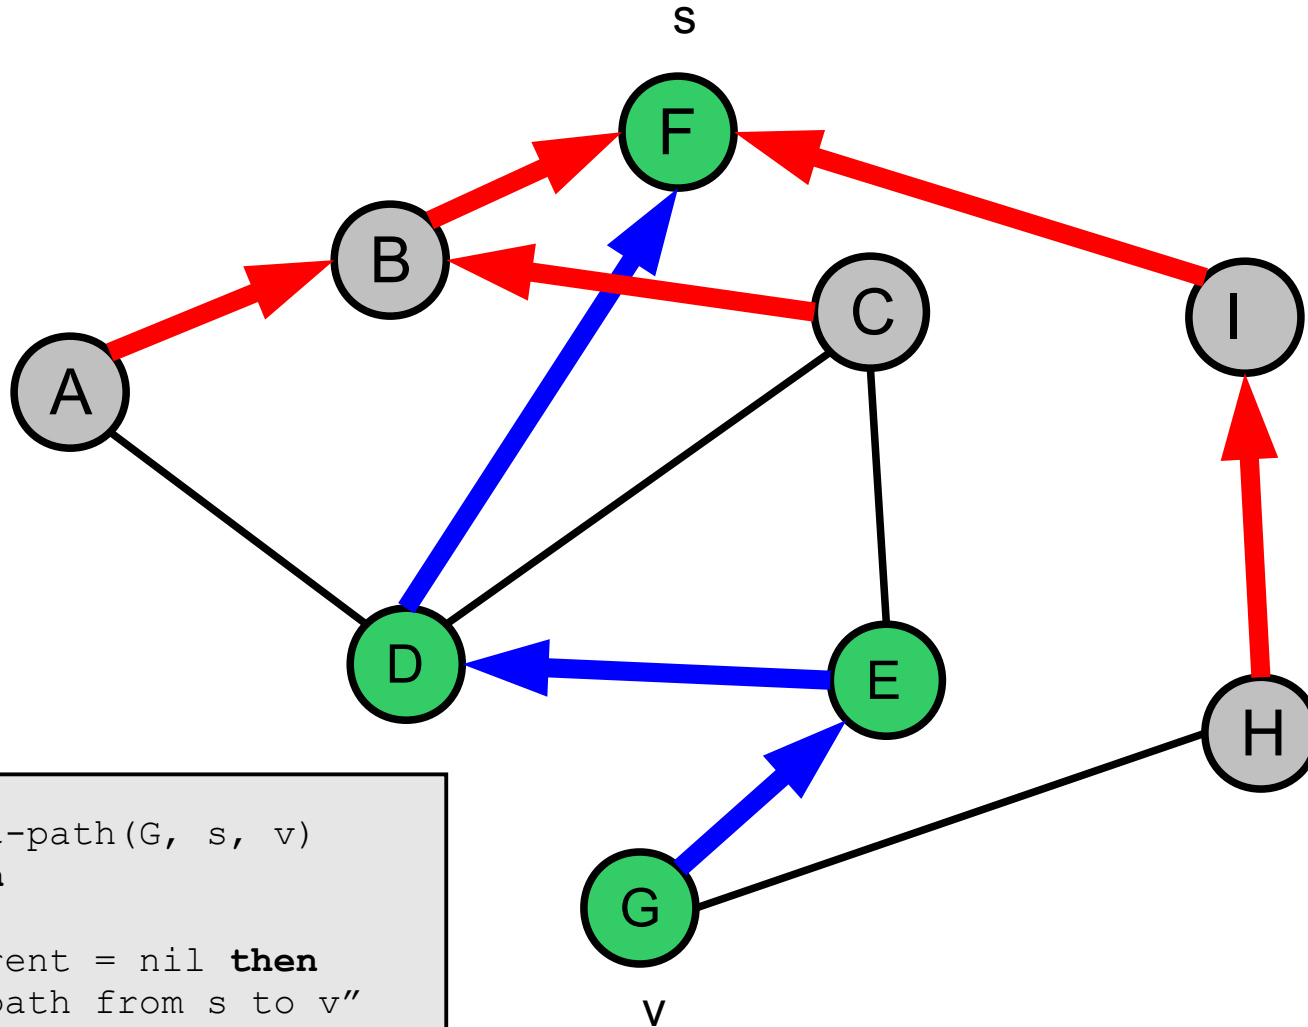 s
F
B
C
I
A
D
E
H
-path(G, s, v)
rent = nil then
path from s to v”
G
v